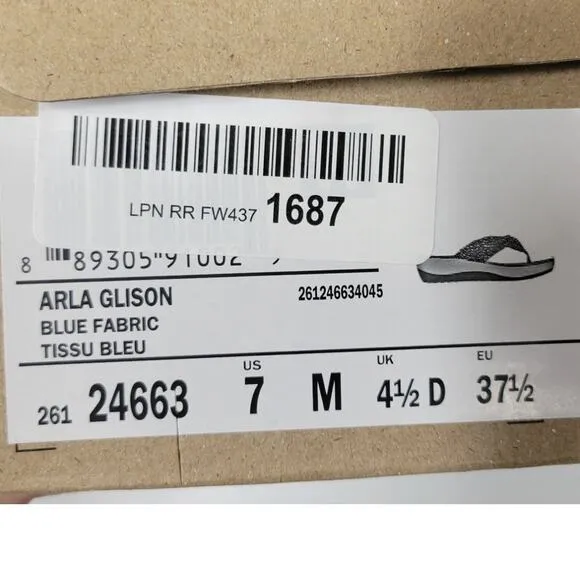 LPN RR FW437 1687
8 89305 91002
ARLA GLISON
261246634045
BLUE FABRIC
TISSU BLEU
US UK EU
261 24663 7 M 4½ D 37½